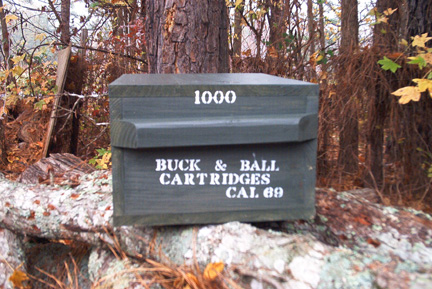 1000
BUCK & BALL
CARTRIDGES
CAL 69